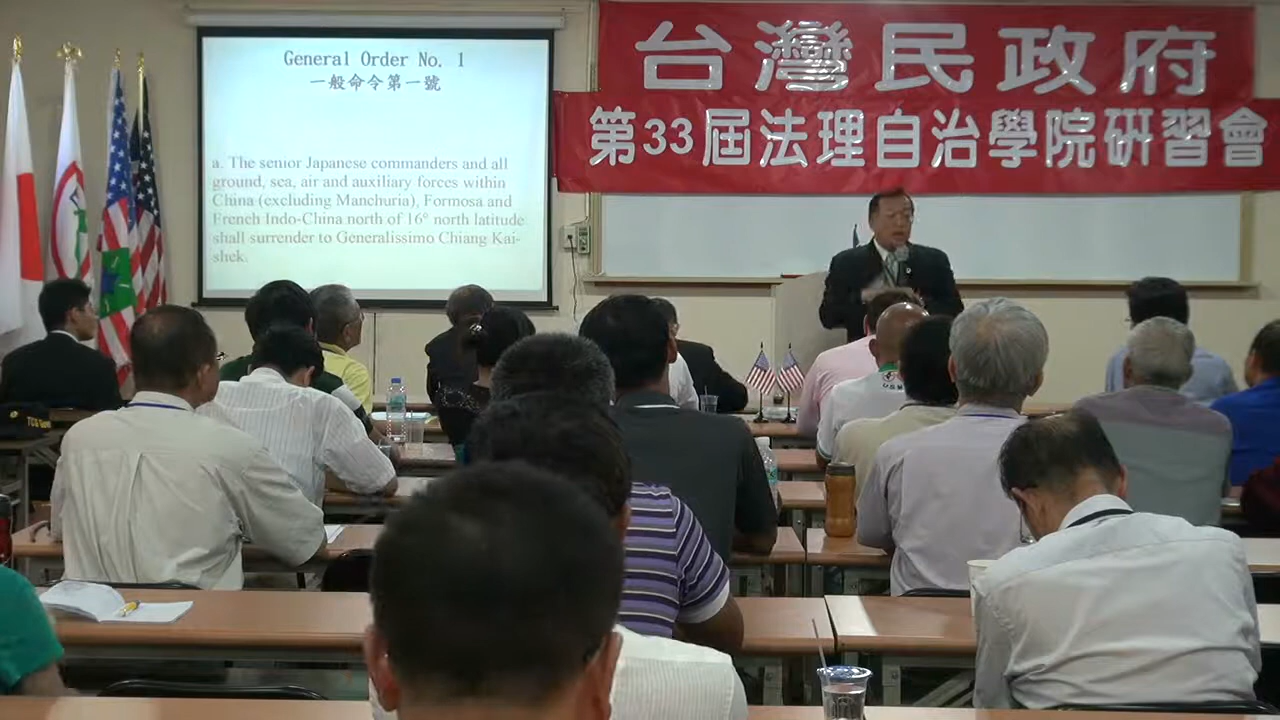 General Order No. 1
一般命令第一號
a. The senior Japanese commanders and all
ground, sea, air and auxiliary forces within
China (excluding Manchuria), Formosa and
French Indo-China north of 16° north latitude
shall surrender to Generalissimo Chiang Kai-
shek.
台灣民政府
第33屆法理自治學院研習會